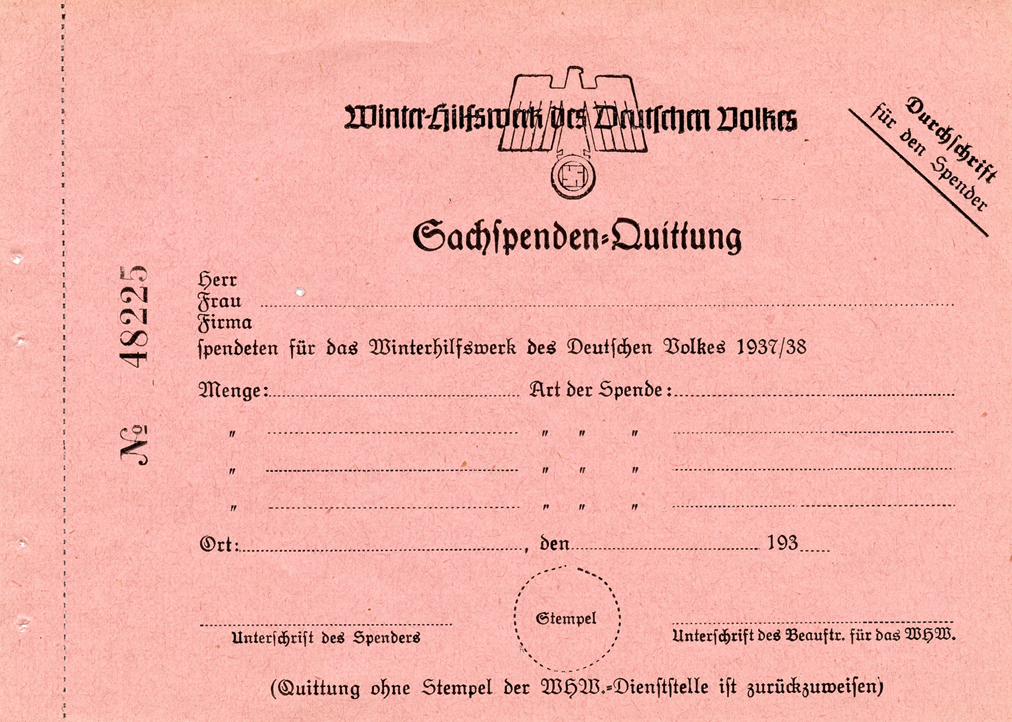 Winter-Hilfswerk des Deutschen Volkes
Durchschrift
für den Spender
Sachspenden-Quittung
Herr
Frau
Firma
spendeten für das Winterhilfswerk des Deutschen Volkes 1937/38
Menge: Art der Spende:
" " " "
" " " "
" " " "
Ort: , den 193
Stempel
Unterschrift des Spenders Unterschrift des Beauftr. für das WHW.
(Quittung ohne Stempel der WHW.-Dienststelle ist zurückzuweisen)
№ 48225